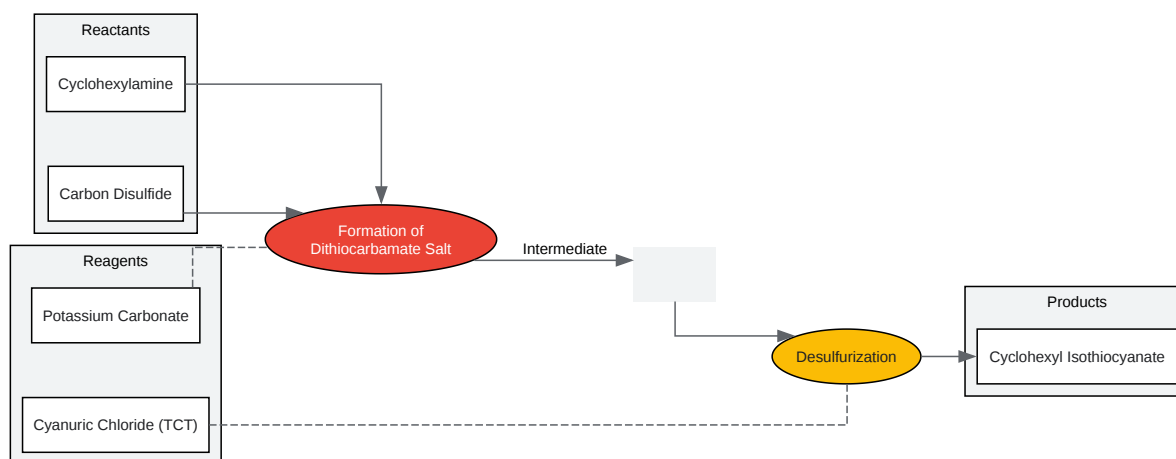 Reactants
Cyclohexylamine
Carbon Disulfide
Formation of
Dithiocarbamate Salt
Intermediate
Reagents
Potassium Carbonate
Cyanuric Chloride (TCT)
Desulfurization
Products
Cyclohexyl Isothiocyanate